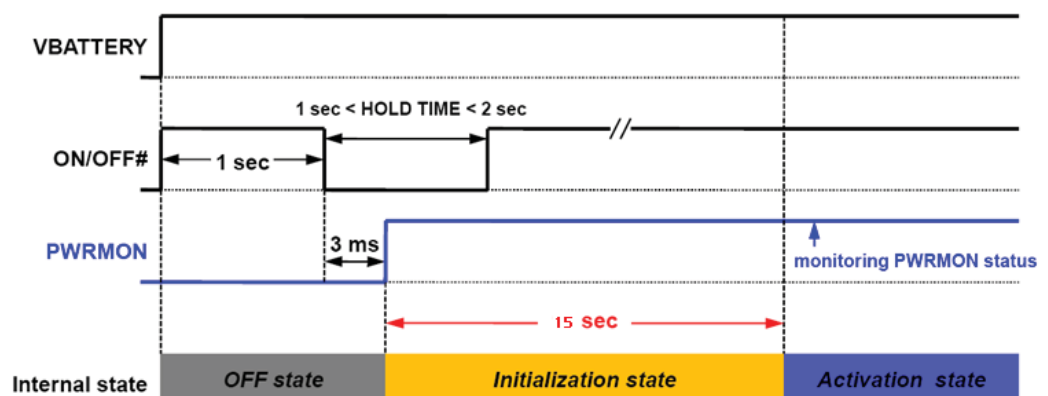 VBATTERY
1 sec < HOLD TIME < 2 sec
ON/OFF#
1 sec
PWRMON
3 ms
monitoring PWRMON status
15 sec
Internal state
OFF state
Initialization state
Activation state